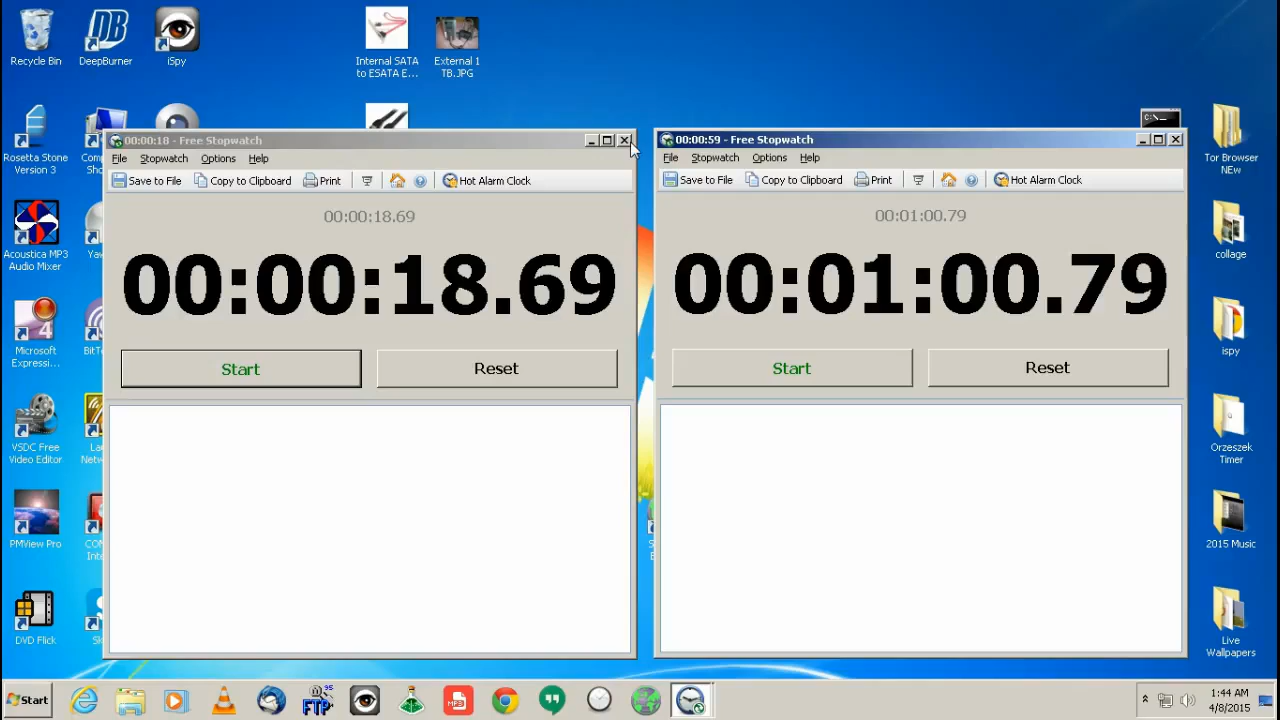 Recycle Bin
DeepBurner
iSpy
Internal SATA
to ESATA E...
External 1
TB.JPG
Rosetta Stone
Version 3
Acoustica MP3
Audio Mixer
Microsoft
Expressi...
VSDC Free
Video Editor
PMView Pro
DVD Flick
00:00:18 - Free Stopwatch
File Stopwatch Options Help
Save to File Copy to Clipboard Print Hot Alarm Clock
00:00:18.69
00:00:18.69
Start Reset
00:00:59 - Free Stopwatch
File Stopwatch Options Help
Save to File Copy to Clipboard Print Hot Alarm Clock
00:01:00.79
00:01:00.79
Start Reset
C:\_
Tor Browser
NEw
collage
ispy
Orzeszek
Timer
2015 Music
Live
Wallpapers
Start
FTP
MP3
1:44 AM
4/8/2015